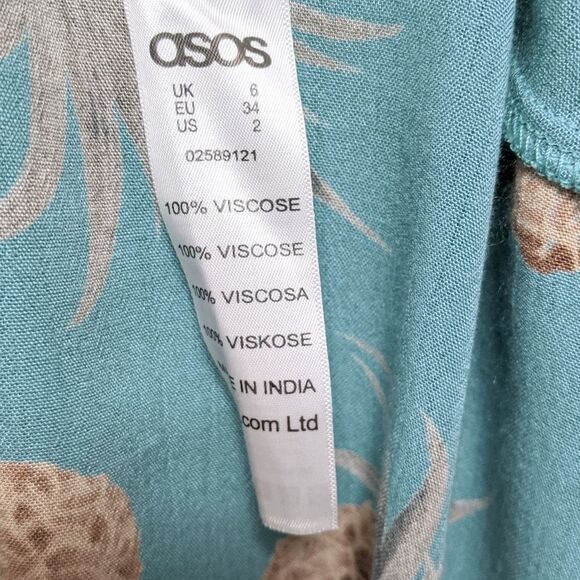 asos
UK 6
EU 34
US 2
02589121
100% VISCOSE
100% VISCOSE
100% VISCOSA
100% VISKOSE
E IN INDIA
.com Ltd